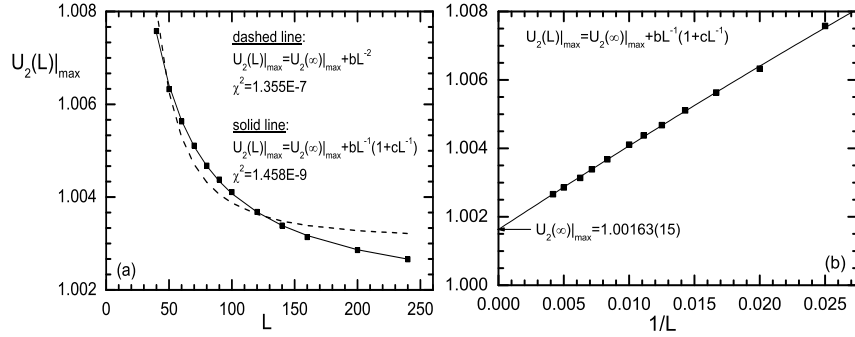 1.008
1.006
1.004
1.002
U₂(L)|max
0
50
100
150
200
250
L
(a)
dashed line:
U₂(L)|max=U₂(∞)|max+bL⁻²
χ²=1.355E-7
solid line:
U₂(L)|max=U₂(∞)|max+bL⁻¹(1+cL⁻¹)
χ²=1.458E-9
1.008
1.006
1.004
1.002
1.000
0.000
0.005
0.010
0.015
0.020
0.025
1/L
(b)
U₂(L)|max=U₂(∞)|max+bL⁻¹(1+cL⁻¹)
U₂(∞)|max=1.00163(15)